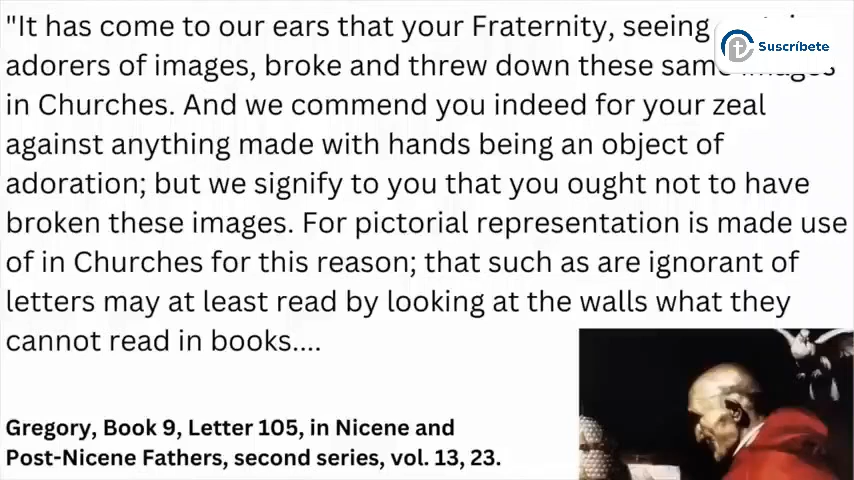 "It has come to our ears that your Fraternity, seeing
Suscríbete
adorers of images, broke and threw down these same images
in Churches. And we commend you indeed for your zeal
against anything made with hands being an object of
adoration; but we signify to you that you ought not to have
broken these images. For pictorial representation is made use
of in Churches for this reason; that such as are ignorant of
letters may at least read by looking at the walls what they
cannot read in books....
Gregory, Book 9, Letter 105, in Nicene and
Post-Nicene Fathers, second series, vol. 13, 23.